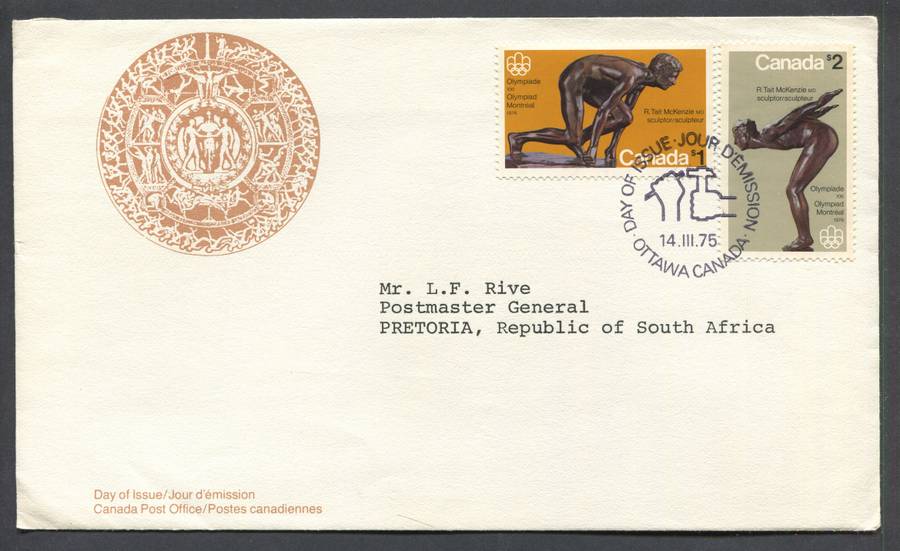 Olympiade
XXI
Olympiad
Montréal
1976
R. Tait McKenzie MD
sculptor/sculpteur
Canada $1
Canada $2
R. Tait McKenzie MD
sculptor/sculpteur
Olympiade
XXI
Olympiad
Montréal
1976
DAY OF ISSUE · JOUR D'ÉMISSION
14.III.75
· OTTAWA CANADA ·
Mr. L.F. Rive
Postmaster General
PRETORIA, Republic of South Africa
Day of Issue/Jour d'émission
Canada Post Office/Postes canadiennes